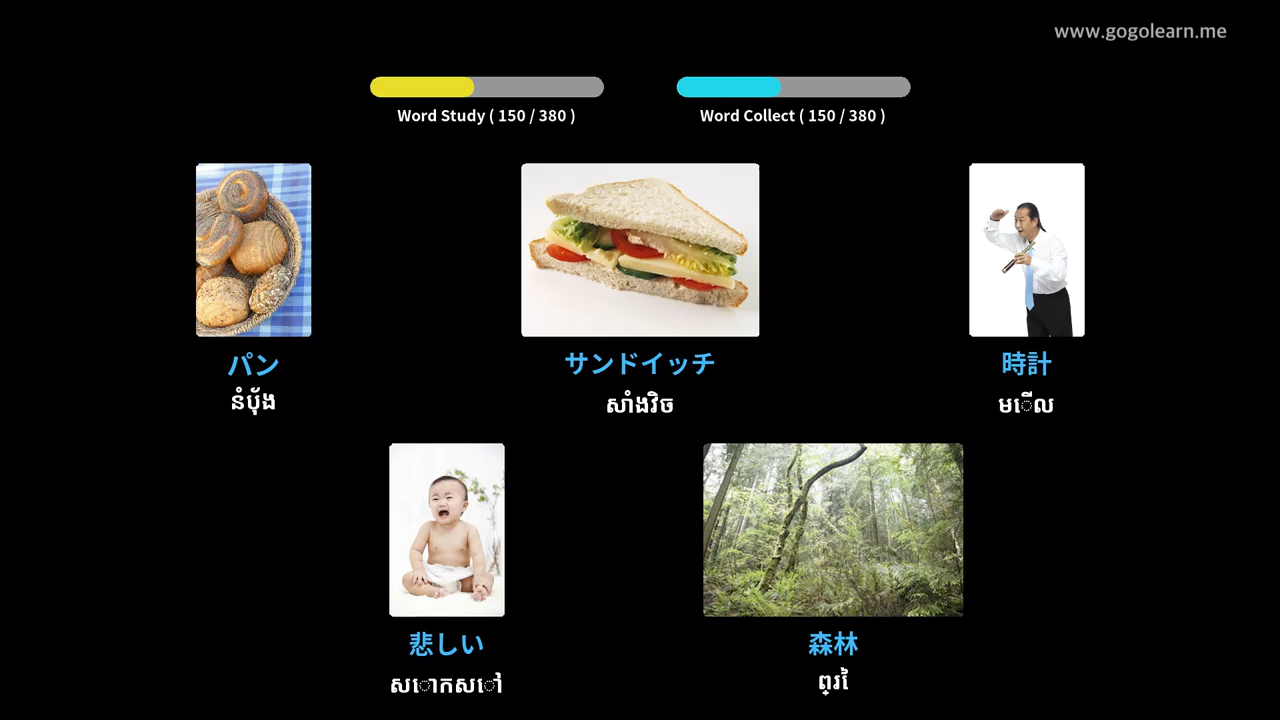 www.gogolearn.me
Word Study ( 150 / 380 )
Word Collect ( 150 / 380 )
パン
នំបុ័ង
サンドイッチ
សាំងវិច
時計
មើល
悲しい
សោកសៅ
森林
ព្រៃ